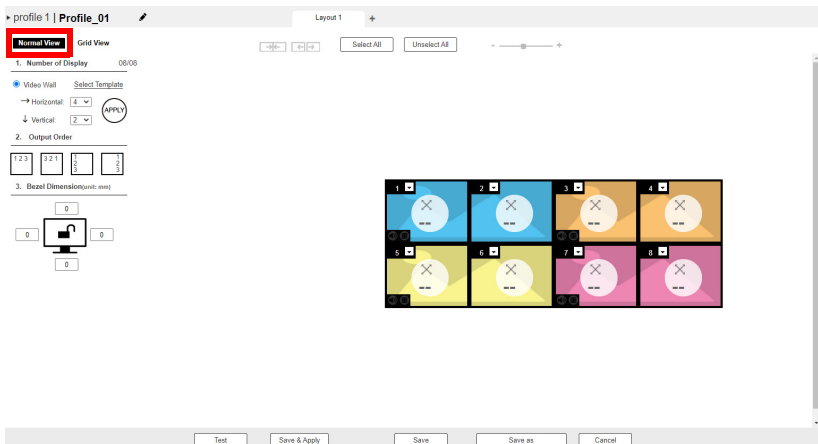 profile 1 | Profile_01
Layout 1 +
Normal View Grid View
Select All Unselect All - +
1. Number of Display 08/08
Video Wall Select Template
→ Horizontal: 4
APPLY
↓ Vertical: 2
2. Output Order
1 2 3 3 2 1 1 2 3 1 2 3
3. Bezel Dimension(unit: mm)
0
0 0
0
1 2 3 4
-- -- -- --
5 6 7 8
-- -- -- --
Test Save & Apply Save Save as Cancel